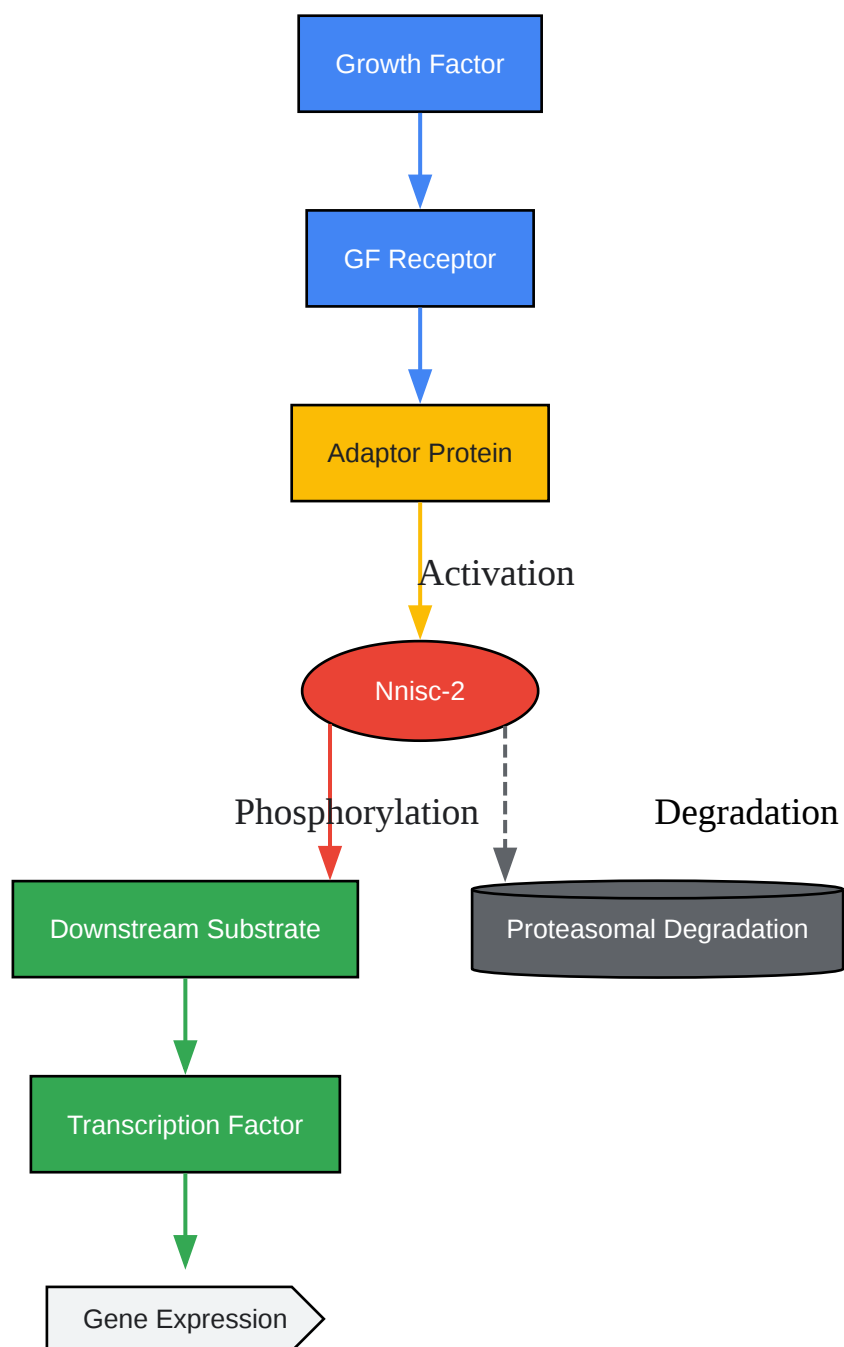 Growth Factor
GF Receptor
Adaptor Protein
Activation
Nnisc-2
Phosphorylation
Degradation
Downstream Substrate
Proteasomal Degradation
Transcription Factor
Gene Expression